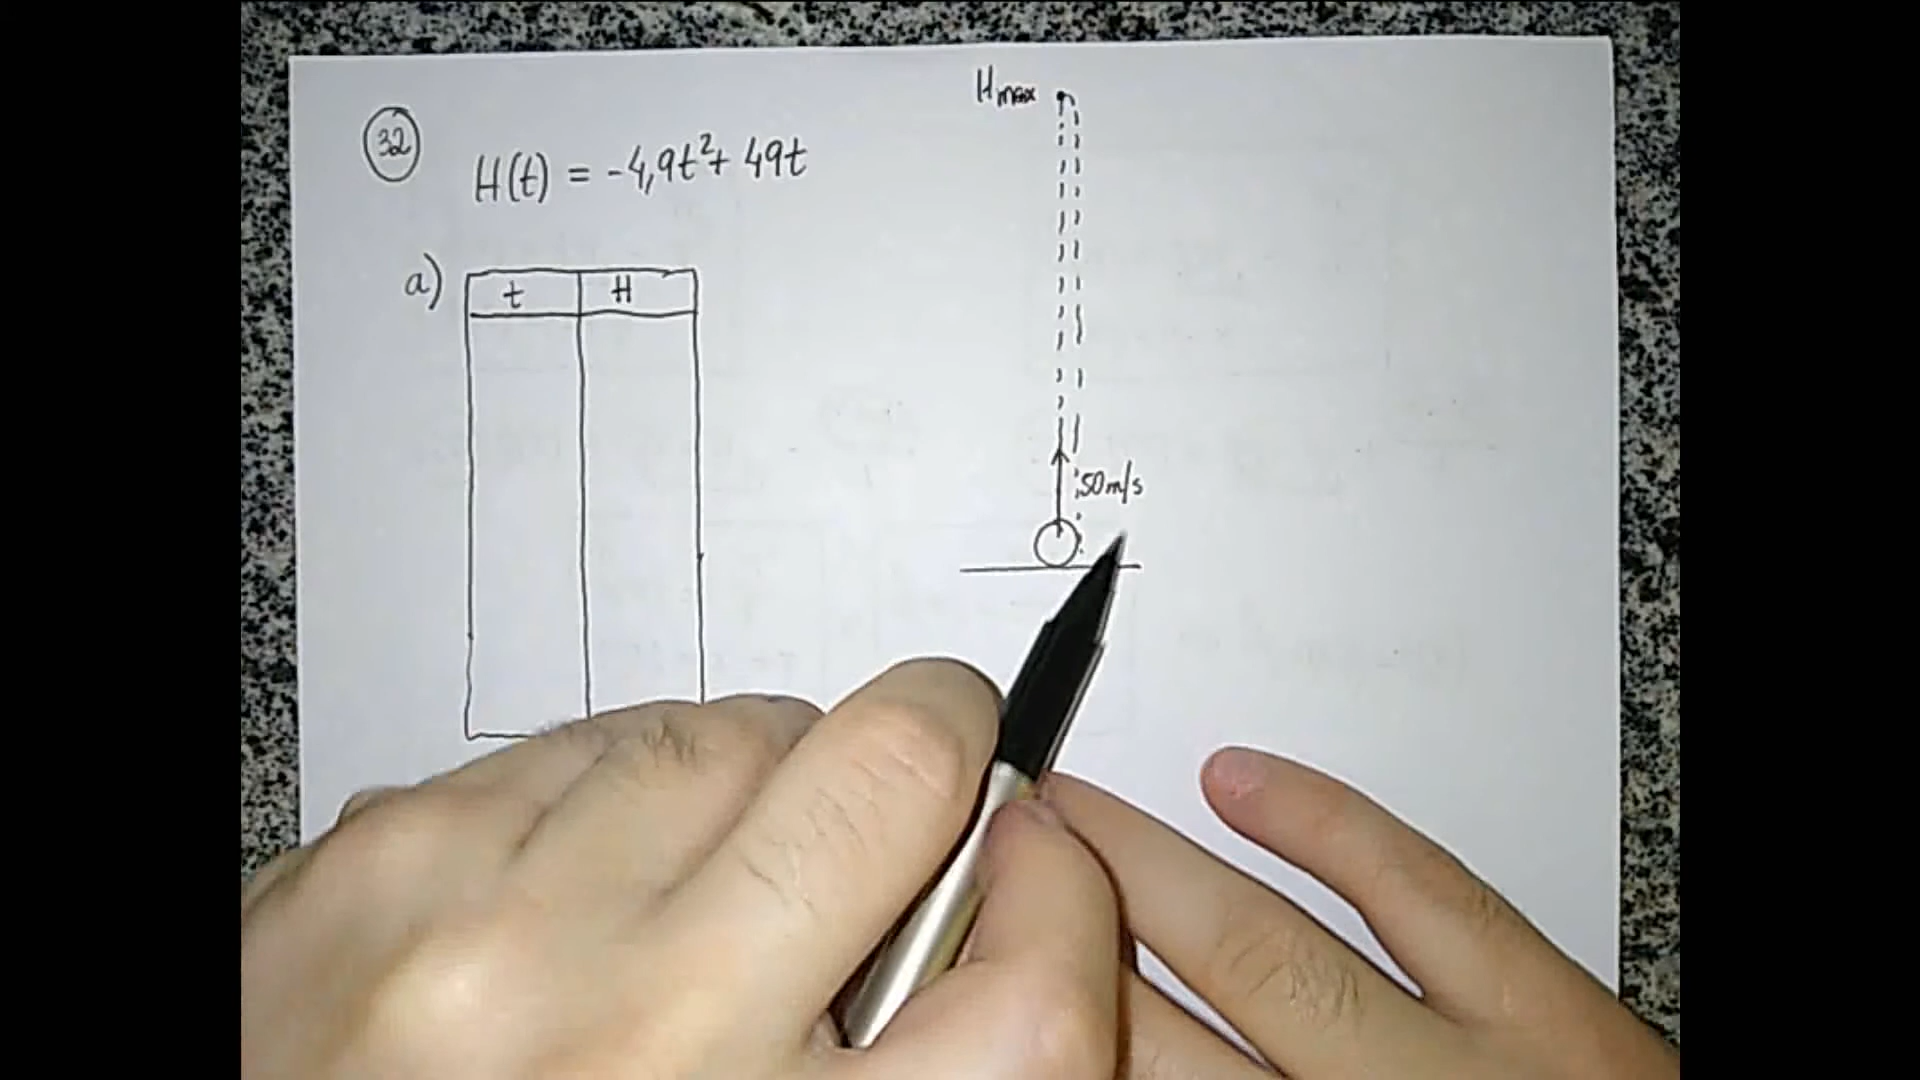 32
H(t) = -4,9t²+ 49t
a)
t H
Hmax
50m/s